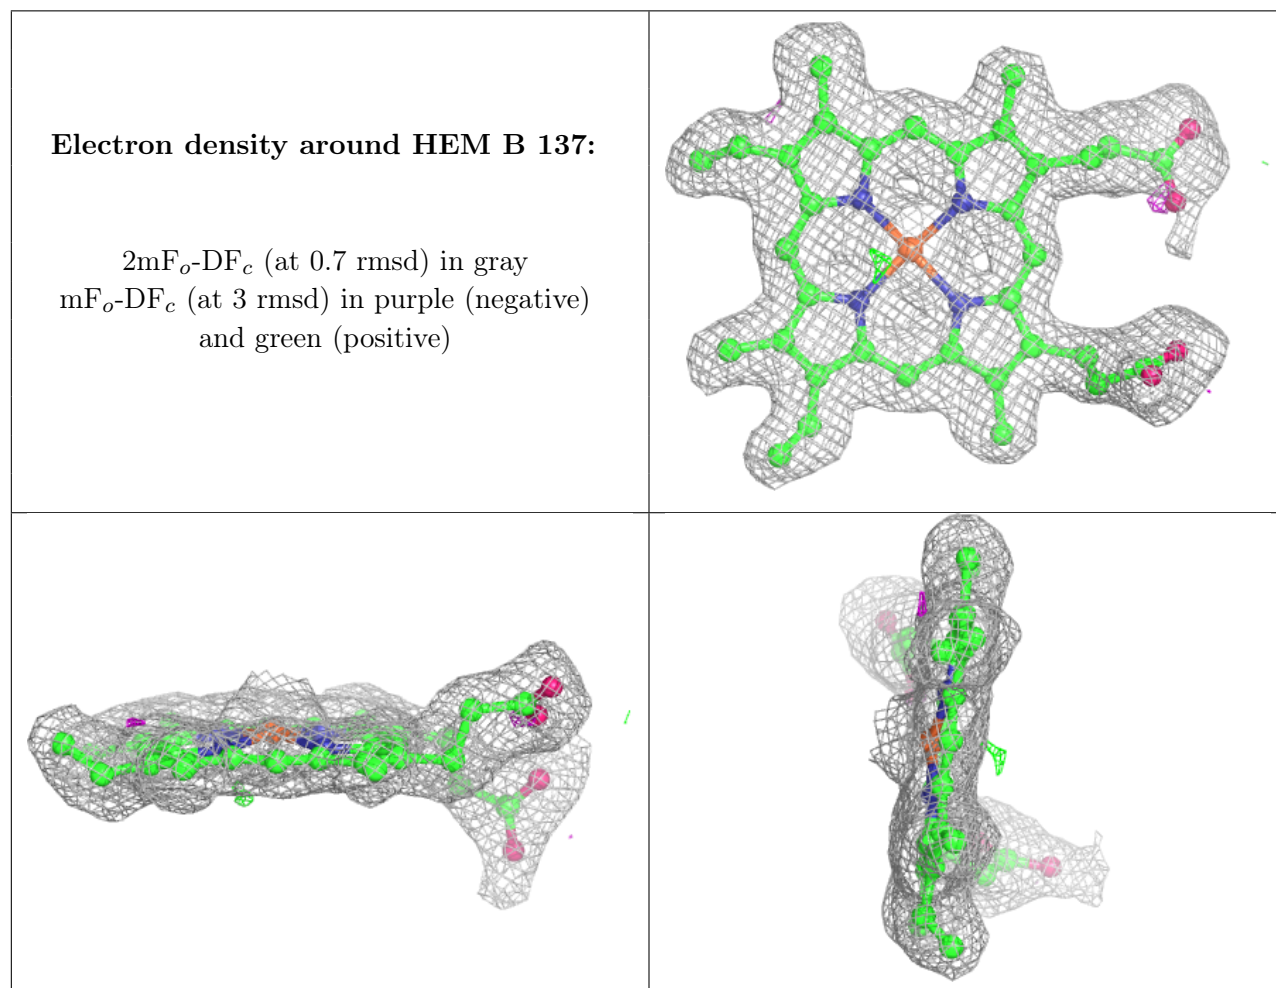 Electron density around HEM B 137:
2mFo-DFc (at 0.7 rmsd) in gray
mFo-DFc (at 3 rmsd) in purple (negative)
and green (positive)